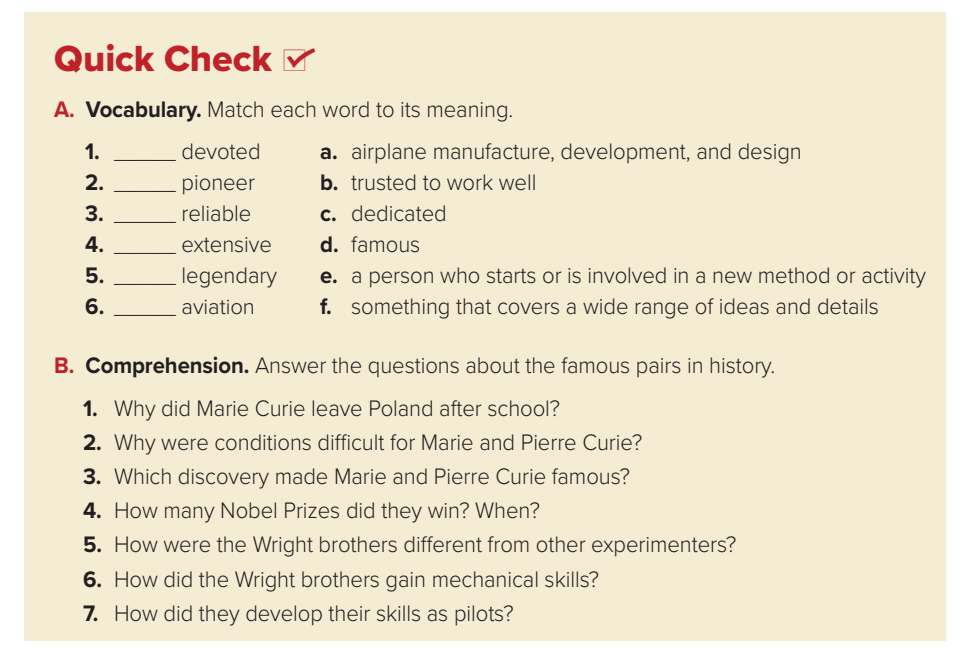 Quick Check
A. Vocabulary. Match each word to its meaning.
1. ______ devoted a. airplane manufacture, development, and design
2. ______ pioneer b. trusted to work well
3. ______ reliable c. dedicated
4. ______ extensive d. famous
5. ______ legendary e. a person who starts or is involved in a new method or activity
6. ______ aviation f. something that covers a wide range of ideas and details
B. Comprehension. Answer the questions about the famous pairs in history.
1. Why did Marie Curie leave Poland after school?
2. Why were conditions difficult for Marie and Pierre Curie?
3. Which discovery made Marie and Pierre Curie famous?
4. How many Nobel Prizes did they win? When?
5. How were the Wright brothers different from other experimenters?
6. How did the Wright brothers gain mechanical skills?
7. How did they develop their skills as pilots?